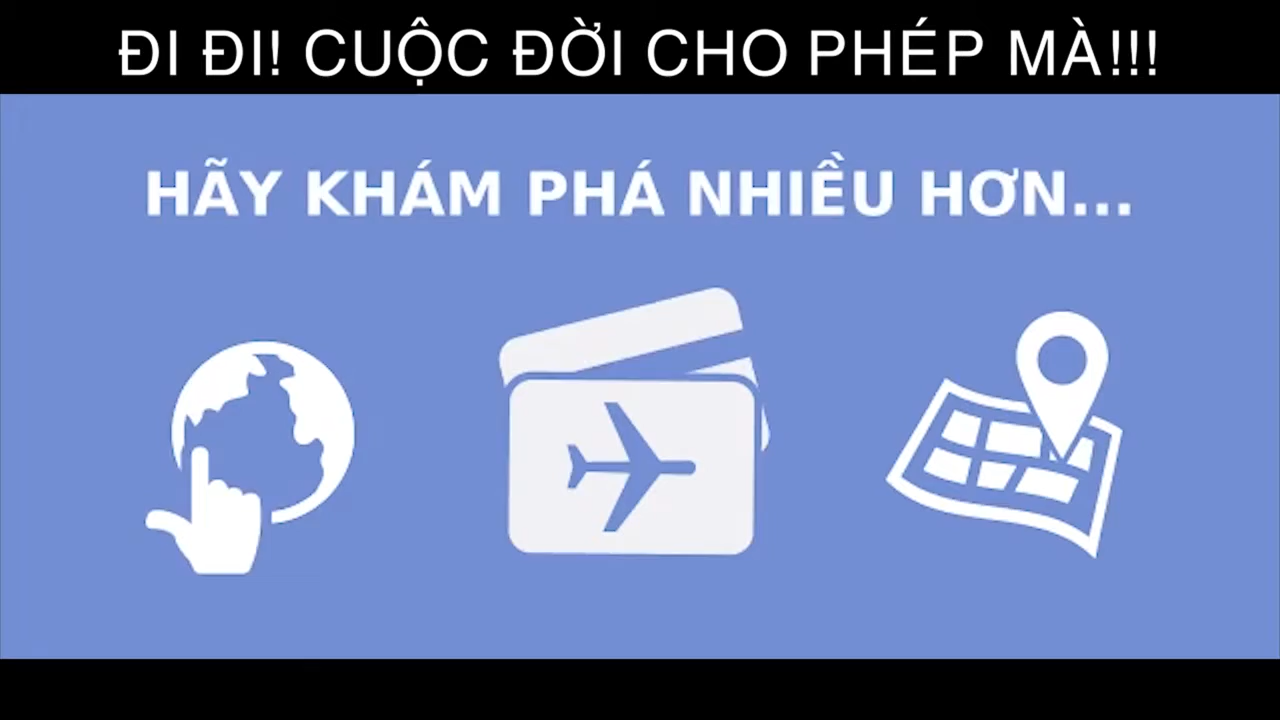 ĐI ĐI! CUỘC ĐỜI CHO PHÉP MÀ!!!
HÃY KHÁM PHÁ NHIỀU HƠN...